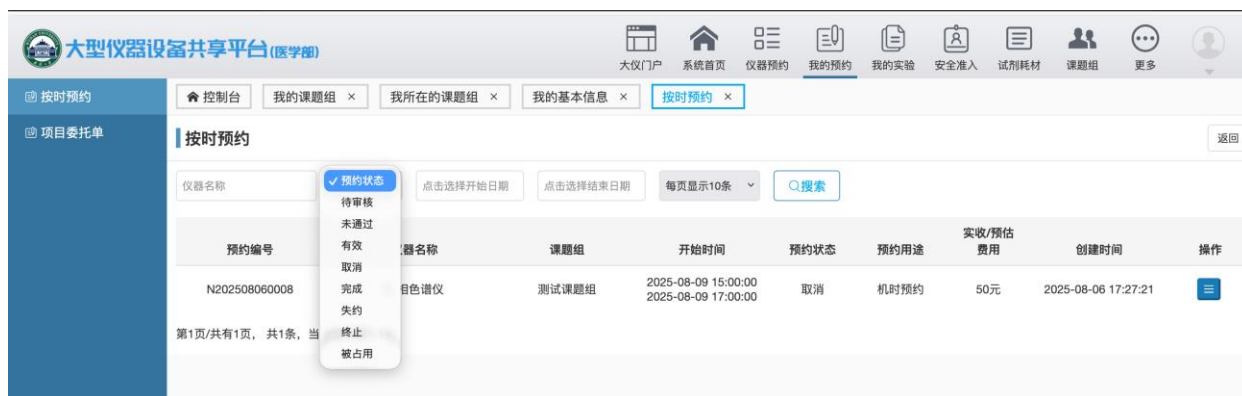 大型仪器设备共享平台(医学部)
大仪门户 系统首页 仪器预约 我的预约 我的实验 安全准入 试剂耗材 课题组 更多
按时预约
项目委托单
控制台 我的课题组 × 我所在的课题组 × 我的基本信息 × 按时预约 ×
按时预约 返回
仪器名称 点击选择开始日期 点击选择结束日期 每页显示10条 搜索
✓ 预约状态
待审核
未通过
有效
取消
完成
失约
终止
被占用
预约编号 器名称 课题组 开始时间 预约状态 预约用途 实收/预估
费用 创建时间 操作
N202508060008 相色谱仪 测试课题组 2025-08-09 15:00:00
2025-08-09 17:00:00 取消 机时预约 50元 2025-08-06 17:27:21
第1页/共有1页， 共1条， 当